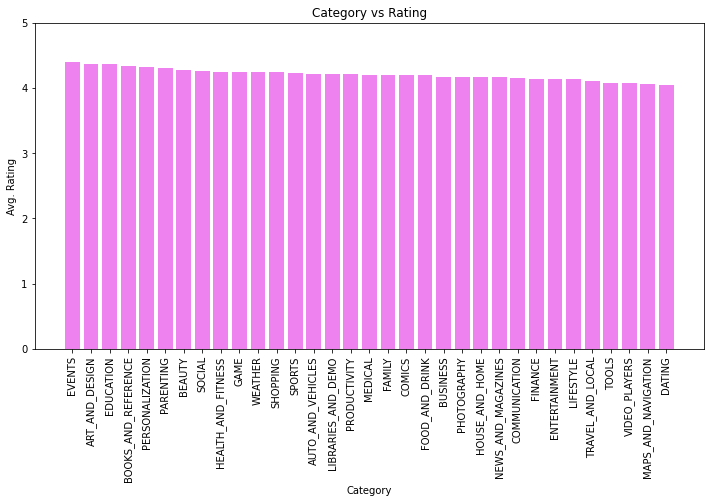 Category vs Rating
5
4
3
2
1
0
Avg. Rating
EVENTS
ART_AND_DESIGN
EDUCATION
BOOKS_AND_REFERENCE
PERSONALIZATION
PARENTING
BEAUTY
SOCIAL
HEALTH_AND_FITNESS
GAME
WEATHER
SHOPPING
SPORTS
AUTO_AND_VEHICLES
LIBRARIES_AND_DEMO
PRODUCTIVITY
MEDICAL
FAMILY
COMICS
FOOD_AND_DRINK
BUSINESS
PHOTOGRAPHY
HOUSE_AND_HOME
NEWS_AND_MAGAZINES
COMMUNICATION
FINANCE
ENTERTAINMENT
LIFESTYLE
TRAVEL_AND_LOCAL
TOOLS
VIDEO_PLAYERS
MAPS_AND_NAVIGATION
DATING
Category